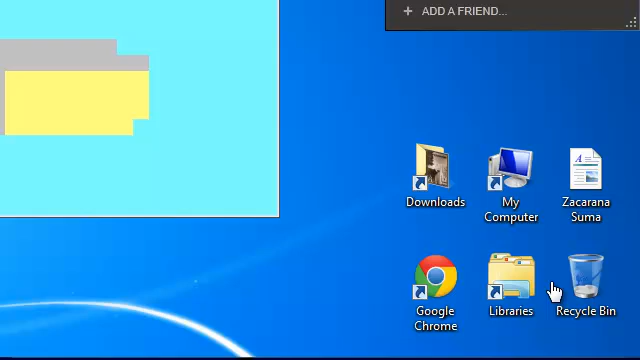 + ADD A FRIEND...
Downloads
My
Computer
Zacarana
Suma
Google
Chrome
Libraries
Recycle Bin